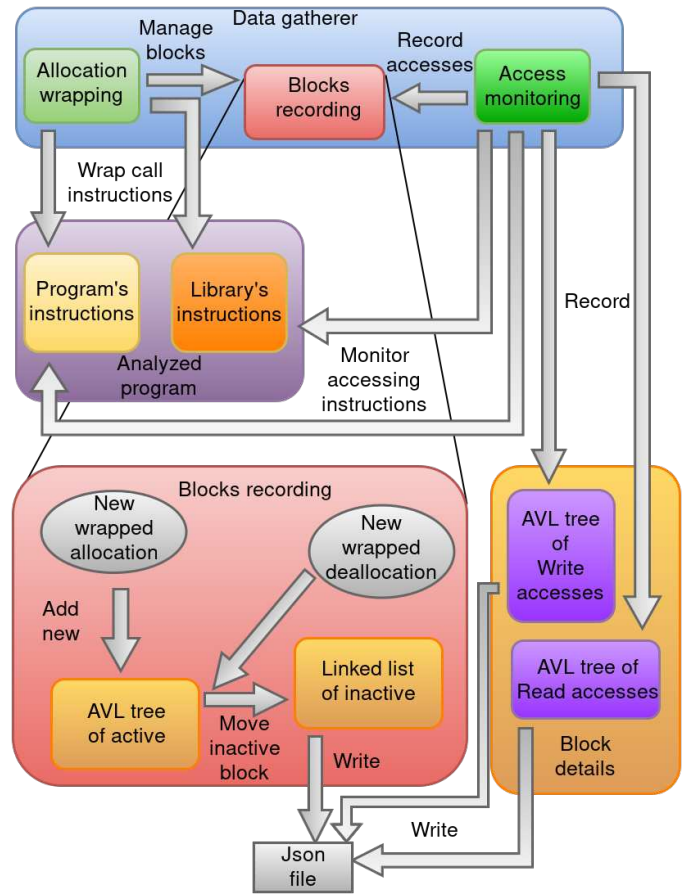 Data gatherer
Manage
blocks
Record
accesses
Allocation
wrapping
Blocks
recording
Access
monitoring
Wrap call
instructions
Program's
instructions
Library's
instructions
Record
Analyzed
program
Monitor
accessing
instructions
Blocks recording
New
wrapped
allocation
New
wrapped
deallocation
AVL tree
of
Write
accesses
Add
new
Linked list
of inactive
AVL tree of
Read accesses
AVL tree
of active
Move
inactive
block
Write
Block
details
Write
Json
file